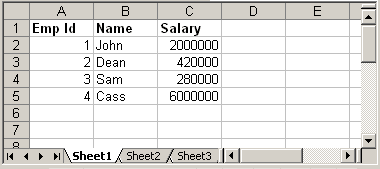 A B C D E
1 Emp Id Name Salary
2 1 John 2000000
3 2 Dean 420000
4 3 Sam 280000
5 4 Cass 6000000
6
7
8
Sheet1 Sheet2 Sheet3